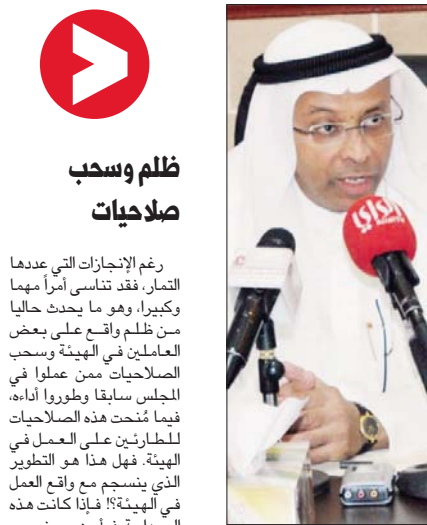 ظلم وسحب
صلاحيات
رغم الإنجازات التي عددها
التمار، فقد تناسى أمراً مهما
وكبيرا، وهو ما يحدث حاليا
من ظلم واقع على بعض
العاملين في الهيئة وسحب
الصلاحيات ممن عملوا في
المجلس سابقا وطوروا أداءه،
فيما مُنحت هذه الصلاحيات
للطارئين على العمل في
الهيئة. فهل هذا هو التطوير
الذي ينسجم مع واقع العمل
في الهيئة؟! فإذا كانت هذه
الراي